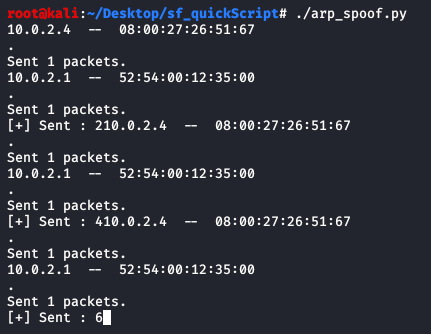 root@kali:~/Desktop/sf_quickScript# ./arp_spoof.py
10.0.2.4  --  08:00:27:26:51:67
.
Sent 1 packets.
10.0.2.1  --  52:54:00:12:35:00
.
Sent 1 packets.
[+] Sent : 210.0.2.4  --  08:00:27:26:51:67
.
Sent 1 packets.
10.0.2.1  --  52:54:00:12:35:00
.
Sent 1 packets.
[+] Sent : 410.0.2.4  --  08:00:27:26:51:67
.
Sent 1 packets.
10.0.2.1  --  52:54:00:12:35:00
.
Sent 1 packets.
[+] Sent : 6